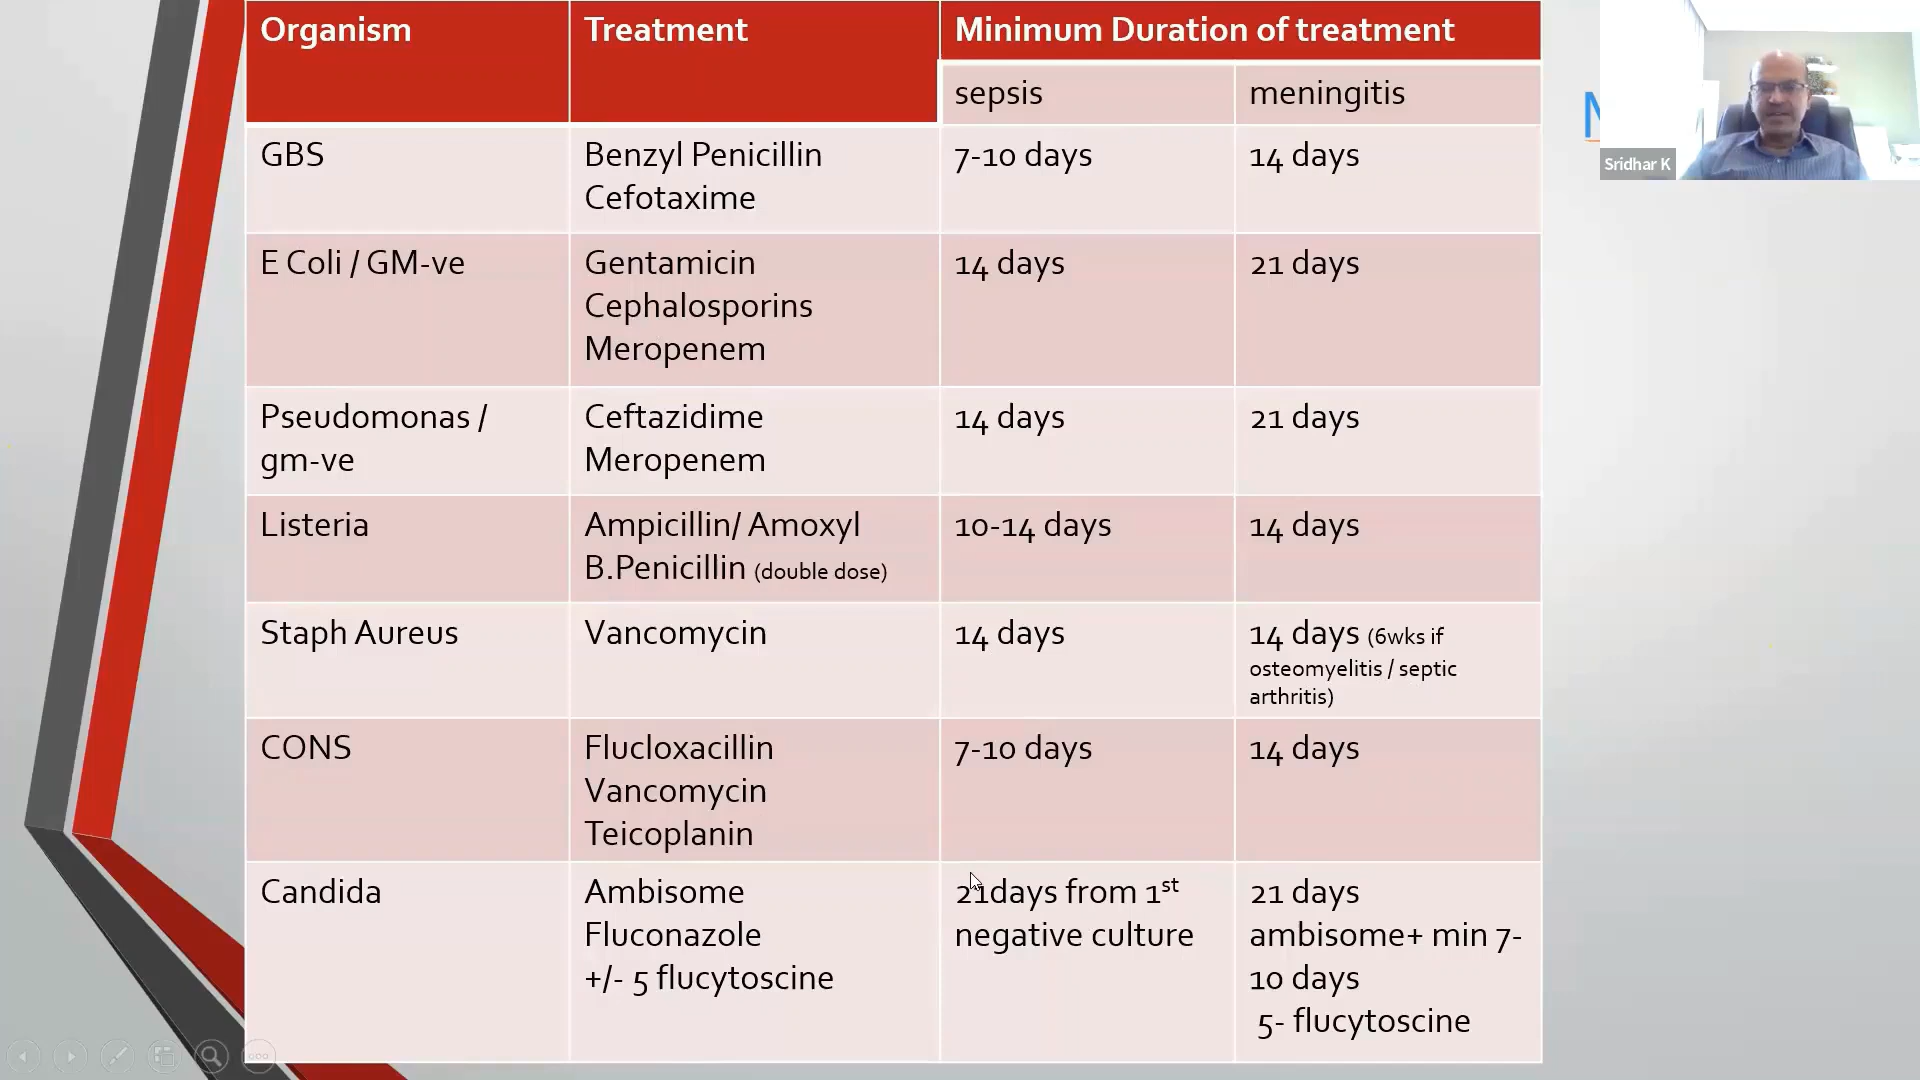 Organism
Treatment
Minimum Duration of treatment
sepsis
meningitis
GBS
Benzyl Penicillin
Cefotaxime
7-10 days
14 days
E Coli / GM-ve
Gentamicin
Cephalosporins
Meropenem
14 days
21 days
Pseudomonas /
gm-ve
Ceftazidime
Meropenem
14 days
21 days
Listeria
Ampicillin/ Amoxyl
B.Penicillin (double dose)
10-14 days
14 days
Staph Aureus
Vancomycin
14 days
14 days (6wks if
osteomyelitis / septic
arthritis)
CONS
Flucloxacillin
Vancomycin
Teicoplanin
7-10 days
14 days
Candida
Ambisome
Fluconazole
+/- 5 flucytoscine
21days from 1st
negative culture
21 days
ambisome+ min 7-
10 days
5- flucytoscine
Sridhar K